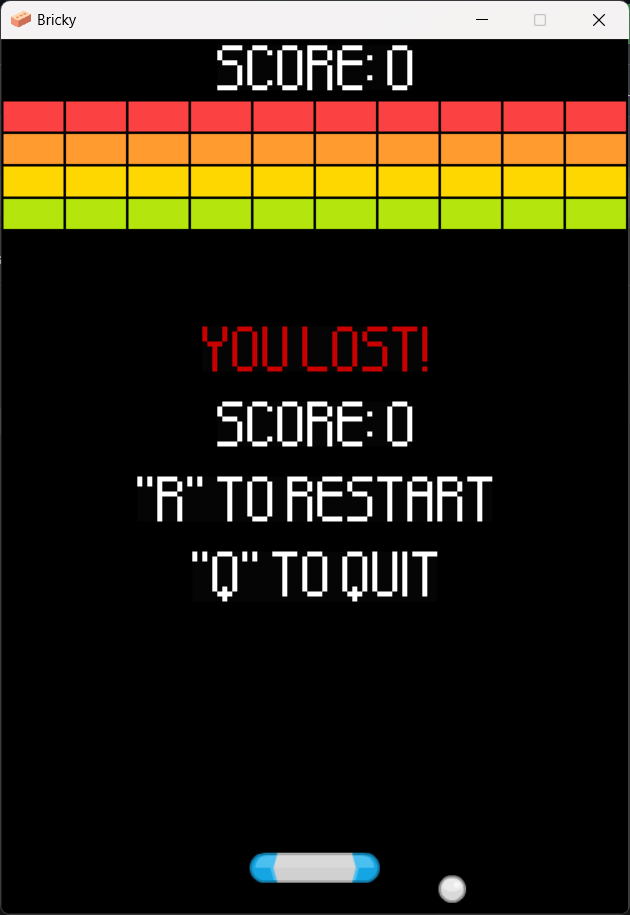 Bricky
SCORE: 0
YOU LOST!
SCORE: 0
"R" TO RESTART
"Q" TO QUIT